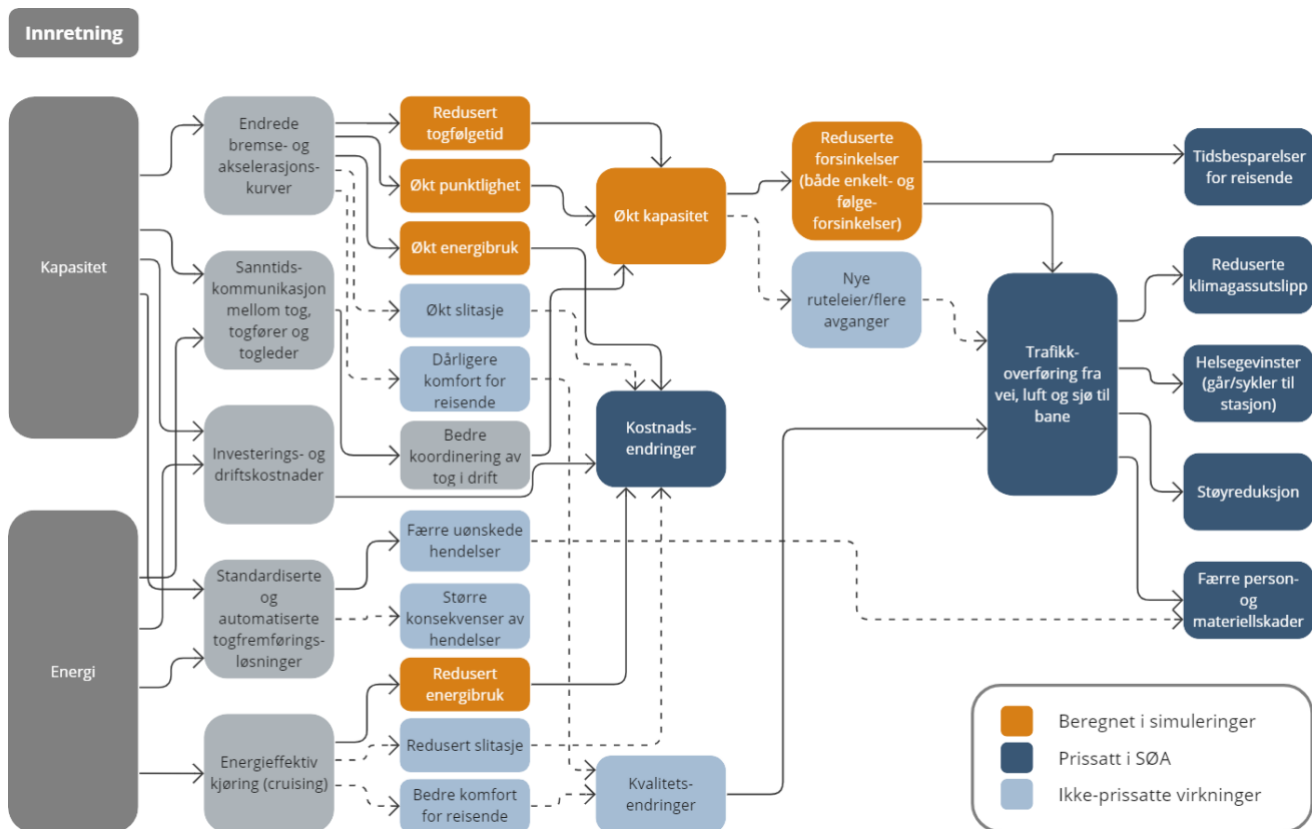 Innretning
Kapasitet
Energi
Endrede
bremse- og
akselerasjons-
kurver
Sanntids-
kommunikasjon
mellom tog,
togfører og
togleder
Investerings- og
driftskostnader
Standardiserte
og
automatiserte
togfremførings-
løsninger
Energieffektiv
kjøring (cruising)
Redusert
togfølgetid
Økt punktlighet
Økt energibruk
Økt slitasje
Dårligere
komfort for
reisende
Bedre
koordinering av
tog i drift
Færre uønskede
hendelser
Større
konsekvenser av
hendelser
Redusert
energibruk
Redusert slitasje
Bedre komfort
for reisende
Økt kapasitet
Kostnads-
endringer
Kvalitets-
endringer
Reduserte
forsinkelser
(både enkelt- og
følge-
forsinkelser)
Nye
ruteleier/flere
avganger
Trafikk-
overføring fra
vei, luft og sjø til
bane
Tidsbesparelser
for reisende
Reduserte
klimagassutslipp
Helsegevinster
(går/sykler til
stasjon)
Støyreduksjon
Færre person-
og
materiellskader
Beregnet i simuleringer
Prissatt i SØA
Ikke-prissatte virkninger